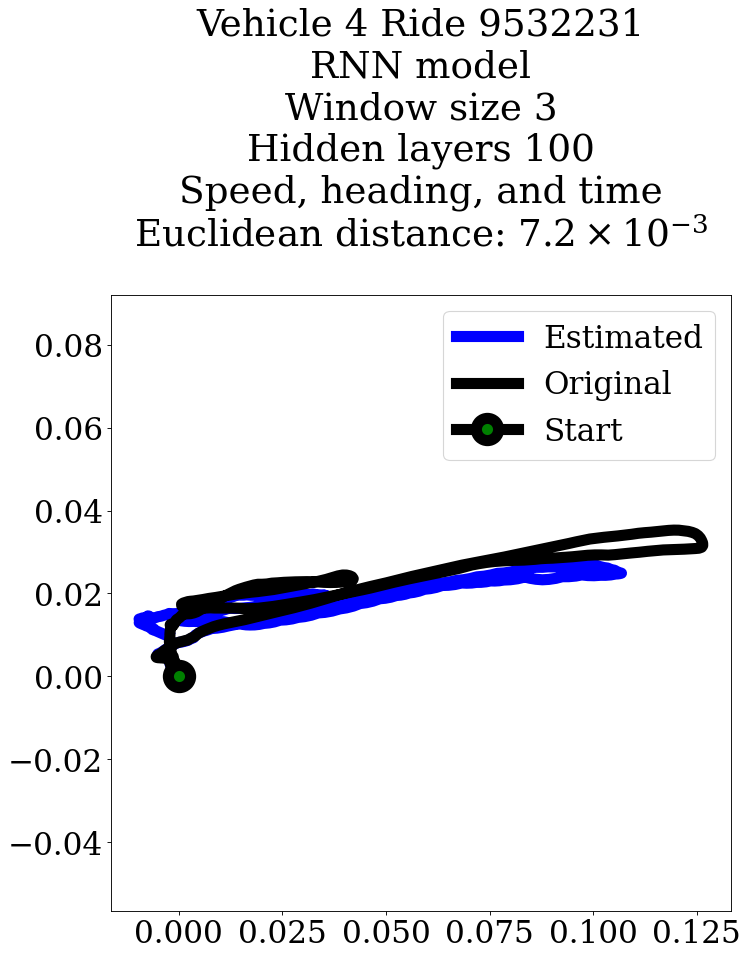 Vehicle 4 Ride 9532231
RNN model
Window size 3
Hidden layers 100
Speed, heading, and time
Euclidean distance: 7.2 × 10⁻³
Estimated
Original
Start
0.08
0.06
0.04
0.02
0.00
−0.02
−0.04
0.000 0.025 0.050 0.075 0.100 0.125